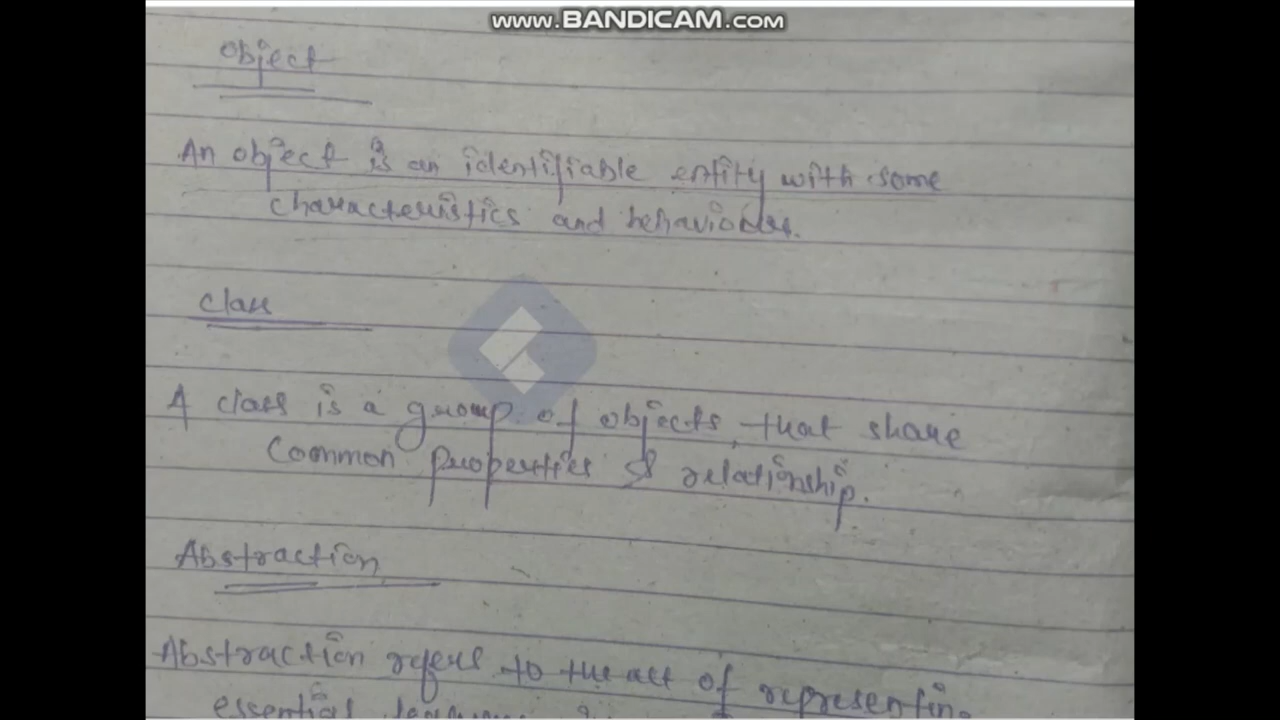 www.BANDICAM.com
Object
An object is an identifiable entity with some
characteristics and behaviours.
Class
A class is a group of objects, that share
Common properties & relationship.
Abstraction
Abstraction refers to the act of representing
essential